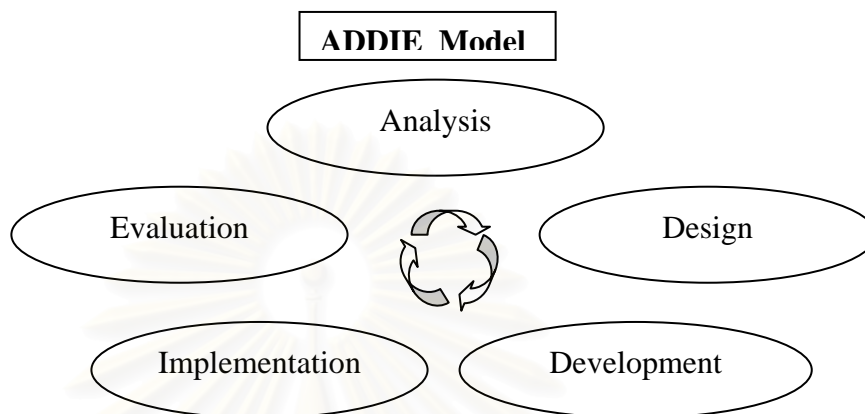 ADDIE Model
Analysis
Evaluation
Design
Implementation
Development